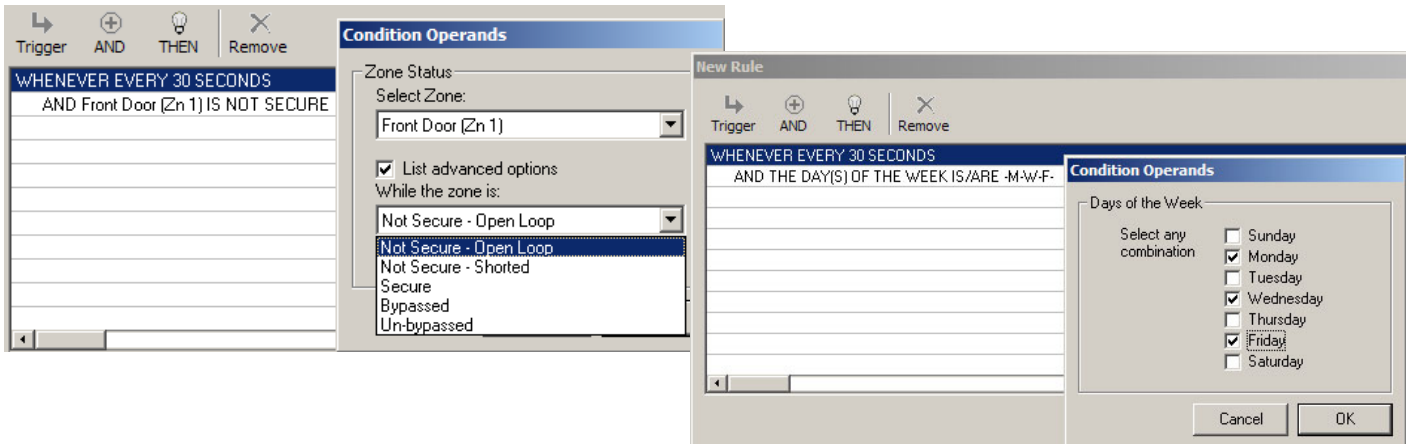 Trigger AND THEN Remove
WHENEVER EVERY 30 SECONDS
AND Front Door (Zn 1) IS NOT SECURE
Condition Operands
Zone Status
Select Zone:
Front Door (Zn 1)
List advanced options
While the zone is:
Not Secure - Open Loop
Not Secure - Open Loop
Not Secure - Shorted
Secure
Bypassed
Un-bypassed
New Rule
Trigger AND THEN Remove
WHENEVER EVERY 30 SECONDS
AND THE DAY(S) OF THE WEEK IS/ARE -M-W-F-
Condition Operands
Days of the Week
Select any
combination
Sunday
Monday
Tuesday
Wednesday
Thursday
Friday
Saturday
Cancel OK